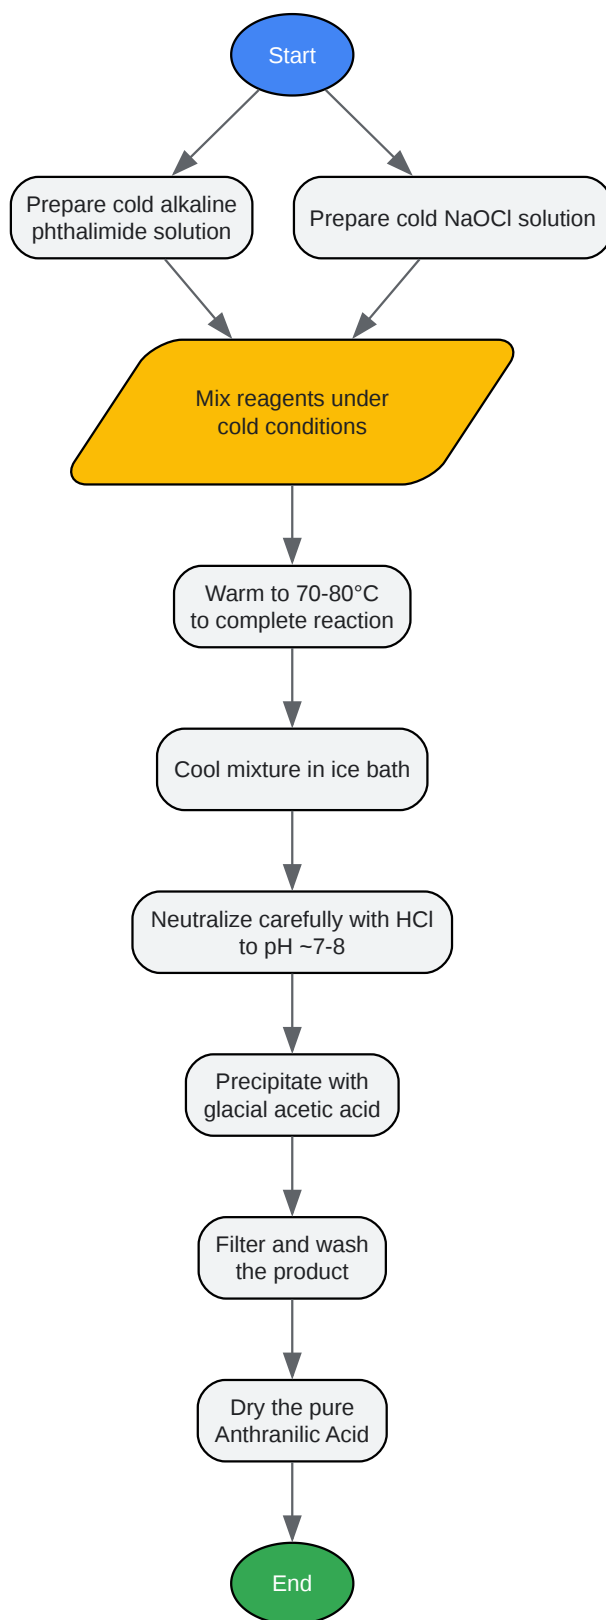 Start
Prepare cold alkaline
phthalimide solution
Prepare cold NaOCl solution
Mix reagents under
cold conditions
Warm to 70-80°C
to complete reaction
Cool mixture in ice bath
Neutralize carefully with HCl
to pH ~7-8
Precipitate with
glacial acetic acid
Filter and wash
the product
Dry the pure
Anthranilic Acid
End